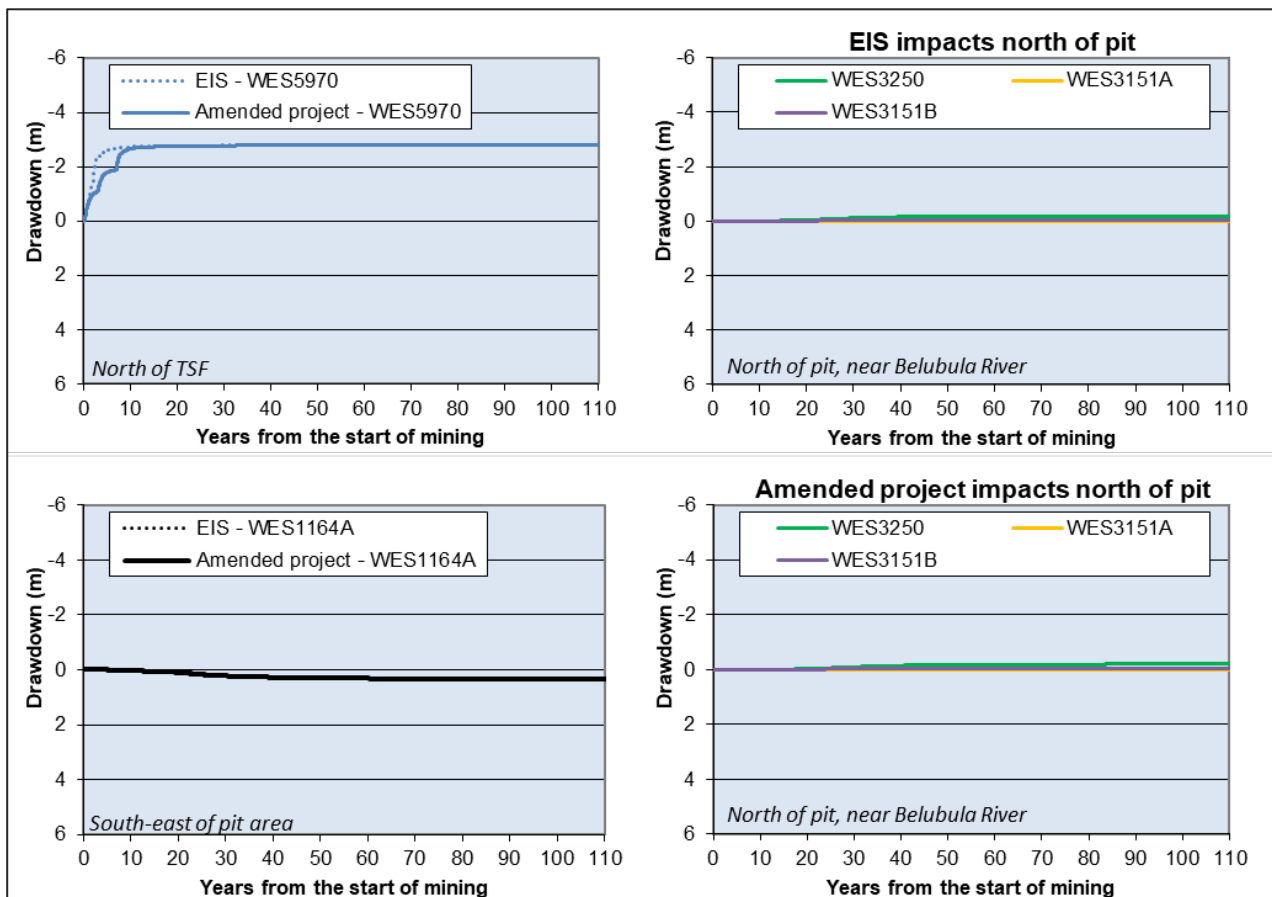 EIS - WES5970
Amended project - WES5970
-6
-4
-2
0
2
4
6
Drawdown (m)
North of TSF
0 10 20 30 40 50 60 70 80 90 100 110
Years from the start of mining
EIS impacts north of pit
WES3250 WES3151A
WES3151B
-6
-4
-2
0
2
4
6
Drawdown (m)
North of pit, near Belubula River
0 10 20 30 40 50 60 70 80 90 100 110
Years from the start of mining
EIS - WES1164A
Amended project - WES1164A
-6
-4
-2
0
2
4
6
Drawdown (m)
South-east of pit area
0 10 20 30 40 50 60 70 80 90 100 110
Years from the start of mining
Amended project impacts north of pit
WES3250 WES3151A
WES3151B
-6
-4
-2
0
2
4
6
Drawdown (m)
North of pit, near Belubula River
0 10 20 30 40 50 60 70 80 90 100 110
Years from the start of mining